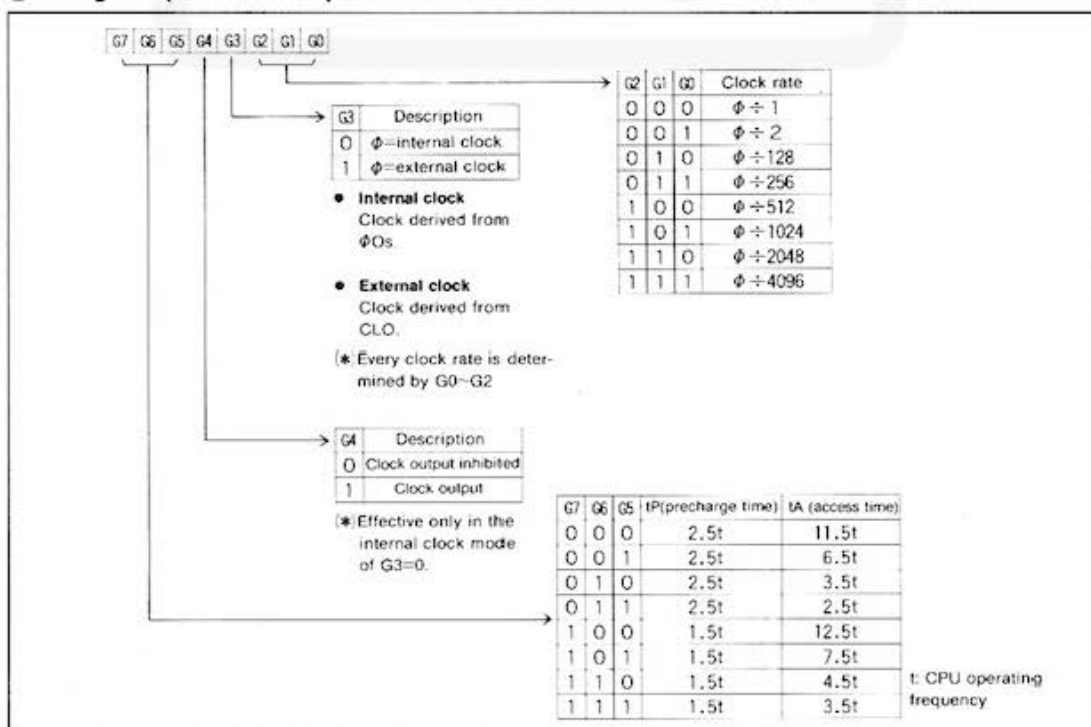 G7 G6 G5 G4 G3 G2 G1 G0
G2 G1 G0 Clock rate
0 0 0 ϕ ÷ 1
0 0 1 ϕ ÷ 2
0 1 0 ϕ ÷128
0 1 1 ϕ ÷256
1 0 0 ϕ ÷512
1 0 1 ϕ ÷1024
1 1 0 ϕ ÷2048
1 1 1 ϕ ÷4096
G3 Description
0 ϕ=internal clock
1 ϕ=external clock
● Internal clock
Clock derived from
ϕOs.
● External clock
Clock derived from
CLO.
(*) Every clock rate is deter-
mined by G0~G2
G4 Description
0 Clock output inhibited
1 Clock output
(*) Effective only in the
internal clock mode
of G3=0.
G7 G6 G5 tP(precharge time) tA (access time)
0 0 0 2.5t 11.5t
0 0 1 2.5t 6.5t
0 1 0 2.5t 3.5t
0 1 1 2.5t 2.5t
1 0 0 1.5t 12.5t
1 0 1 1.5t 7.5t
1 1 0 1.5t 4.5t
1 1 1 1.5t 3.5t
t: CPU operating
frequency